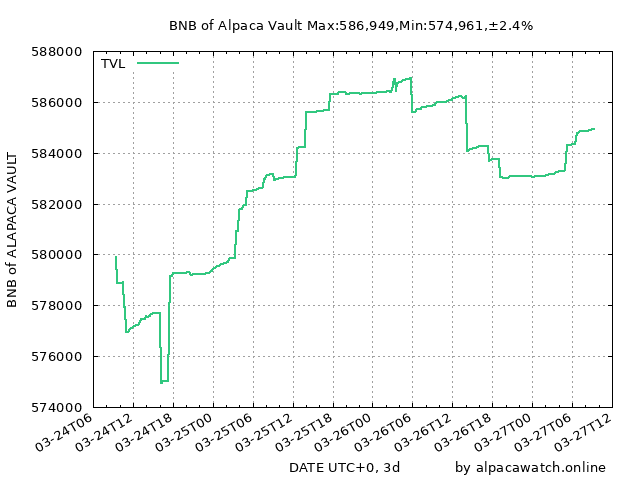 BNB of Alpaca Vault Max:586,949,Min:574,961,±2.4%
588000
TVL
586000
584000
582000
580000
578000
576000
574000
BNB of ALAPACA VAULT
03-24T06
03-24T12
03-24T18
03-25T00
03-25T06
03-25T12
03-25T18
03-26T00
03-26T06
03-26T12
03-26T18
03-27T00
03-27T06
03-27T12
DATE UTC+0, 3d
by alpacawatch.online